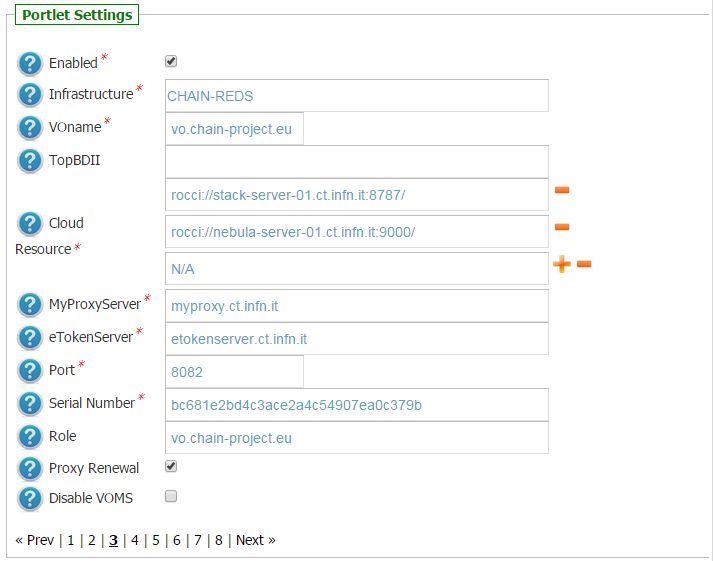 Portlet Settings
Enabled*
Infrastructure* CHAIN-REDS
VOname* vo.chain-project.eu
TopBDII
rocci://stack-server-01.ct.infn.it:8787/
Cloud Resource* rocci://nebula-server-01.ct.infn.it:9000/
N/A
MyProxyServer* myproxy.ct.infn.it
eTokenServer* etokenserver.ct.infn.it
Port* 8082
Serial Number* bc681e2bd4c3ace2a4c54907ea0c379b
Role vo.chain-project.eu
Proxy Renewal
Disable VOMS
« Prev | 1 | 2 | 3 | 4 | 5 | 6 | 7 | 8 | Next »